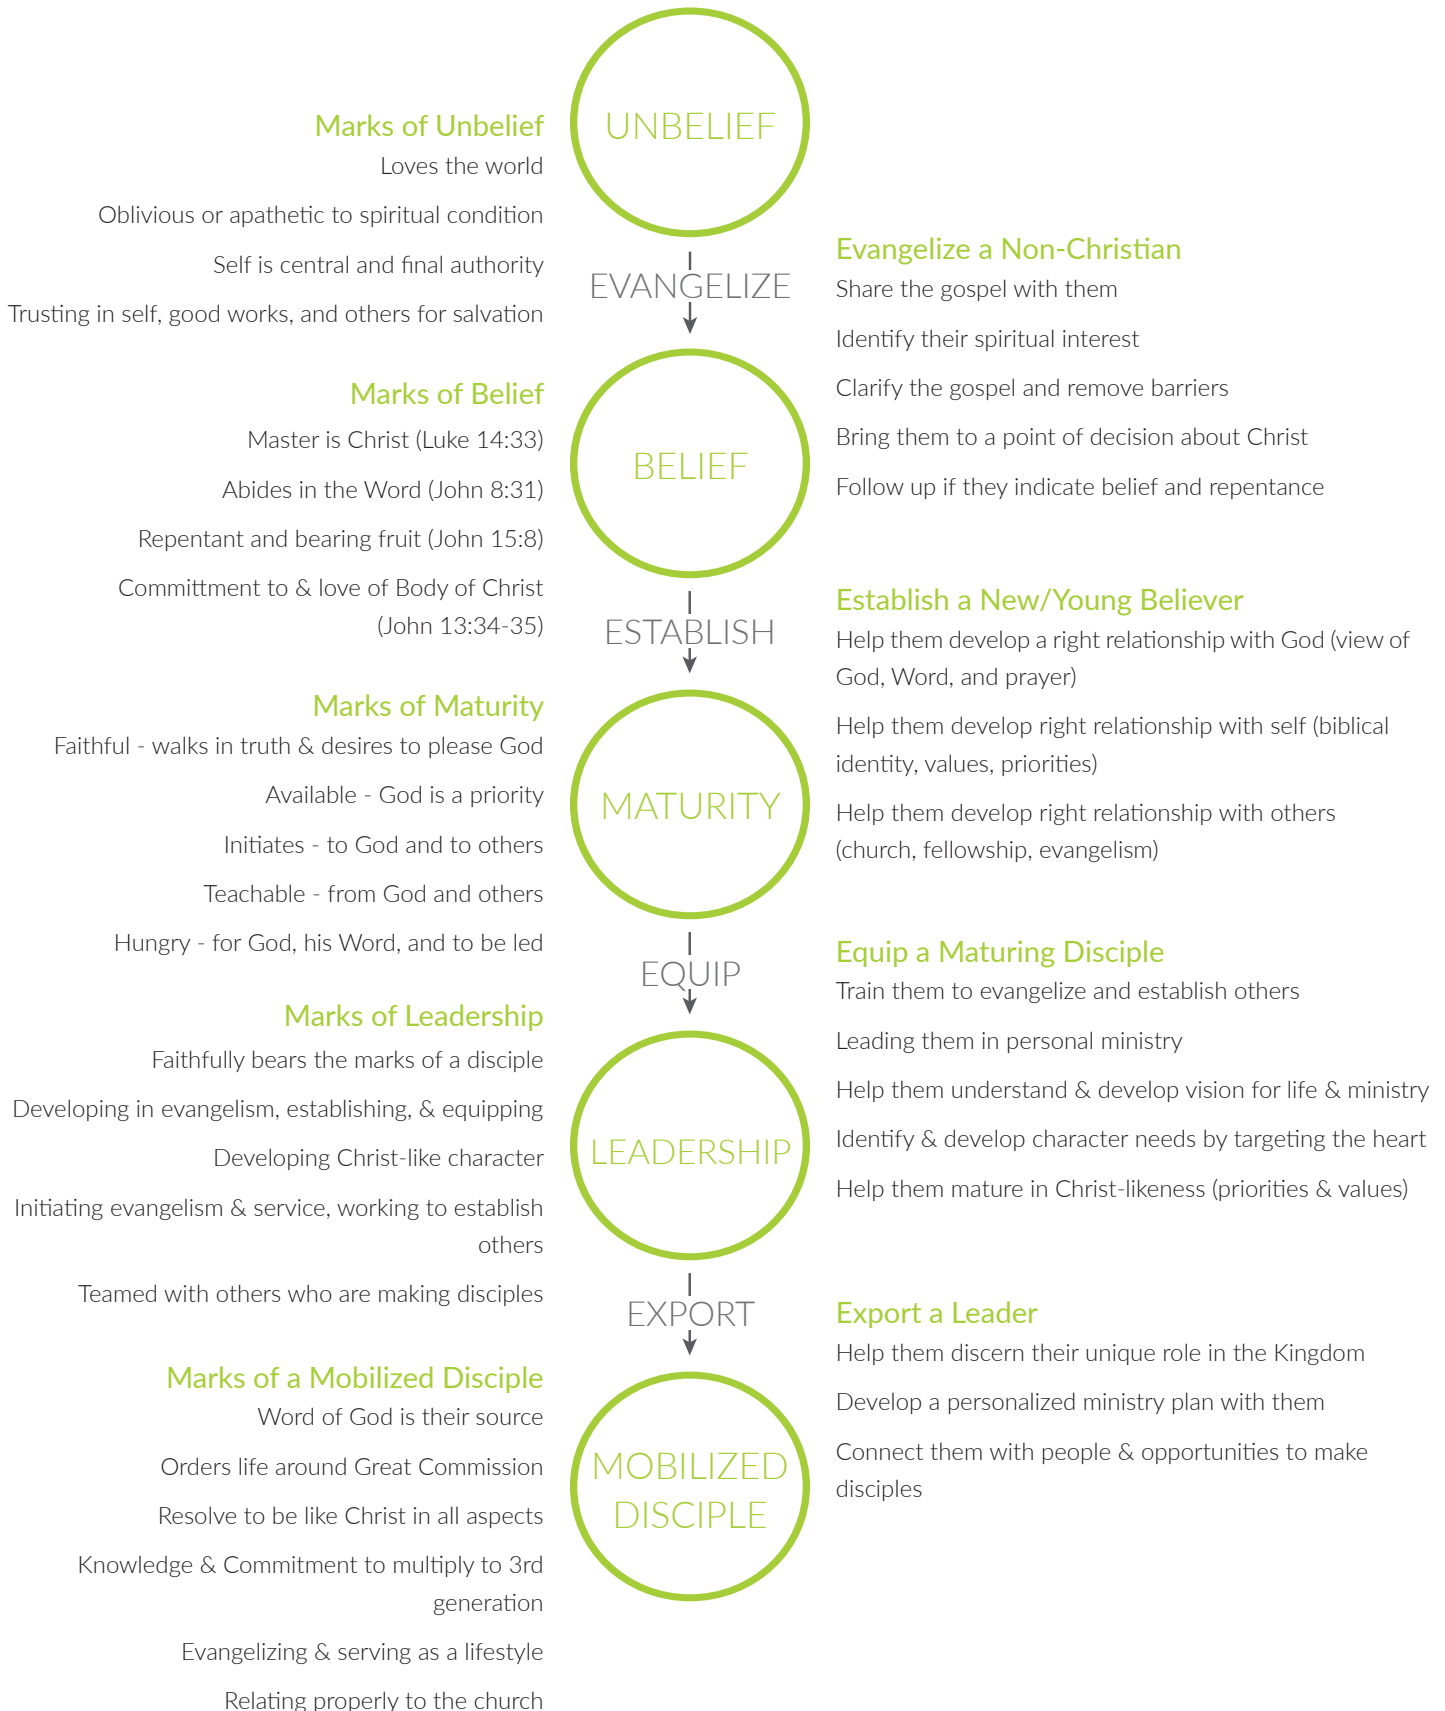 UNBELIEF
Marks of Unbelief
Loves the world
Oblivious or apathetic to spiritual condition
Self is central and final authority
Trusting in self, good works, and others for salvation
EVANGELIZE
Evangelize a Non-Christian
Share the gospel with them
Identify their spiritual interest
Clarify the gospel and remove barriers
Bring them to a point of decision about Christ
Follow up if they indicate belief and repentance
BELIEF
Marks of Belief
Master is Christ (Luke 14:33)
Abides in the Word (John 8:31)
Repentant and bearing fruit (John 15:8)
Committment to & love of Body of Christ
(John 13:34-35)
ESTABLISH
Establish a New/Young Believer
Help them develop a right relationship with God (view of
God, Word, and prayer)
Help them develop right relationship with self (biblical
identity, values, priorities)
Help them develop right relationship with others
(church, fellowship, evangelism)
MATURITY
Marks of Maturity
Faithful - walks in truth & desires to please God
Available - God is a priority
Initiates - to God and to others
Teachable - from God and others
Hungry - for God, his Word, and to be led
EQUIP
Equip a Maturing Disciple
Train them to evangelize and establish others
Leading them in personal ministry
Help them understand & develop vision for life & ministry
Identify & develop character needs by targeting the heart
Help them mature in Christ-likeness (priorities & values)
LEADERSHIP
Marks of Leadership
Faithfully bears the marks of a disciple
Developing in evangelism, establishing, & equipping
Developing Christ-like character
Initiating evangelism & service, working to establish
others
Teamed with others who are making disciples
EXPORT
Export a Leader
Help them discern their unique role in the Kingdom
Develop a personalized ministry plan with them
Connect them with people & opportunities to make
disciples
MOBILIZED
DISCIPLE
Marks of a Mobilized Disciple
Word of God is their source
Orders life around Great Commission
Resolve to be like Christ in all aspects
Knowledge & Commitment to multiply to 3rd
generation
Evangelizing & serving as a lifestyle
Relating properly to the church